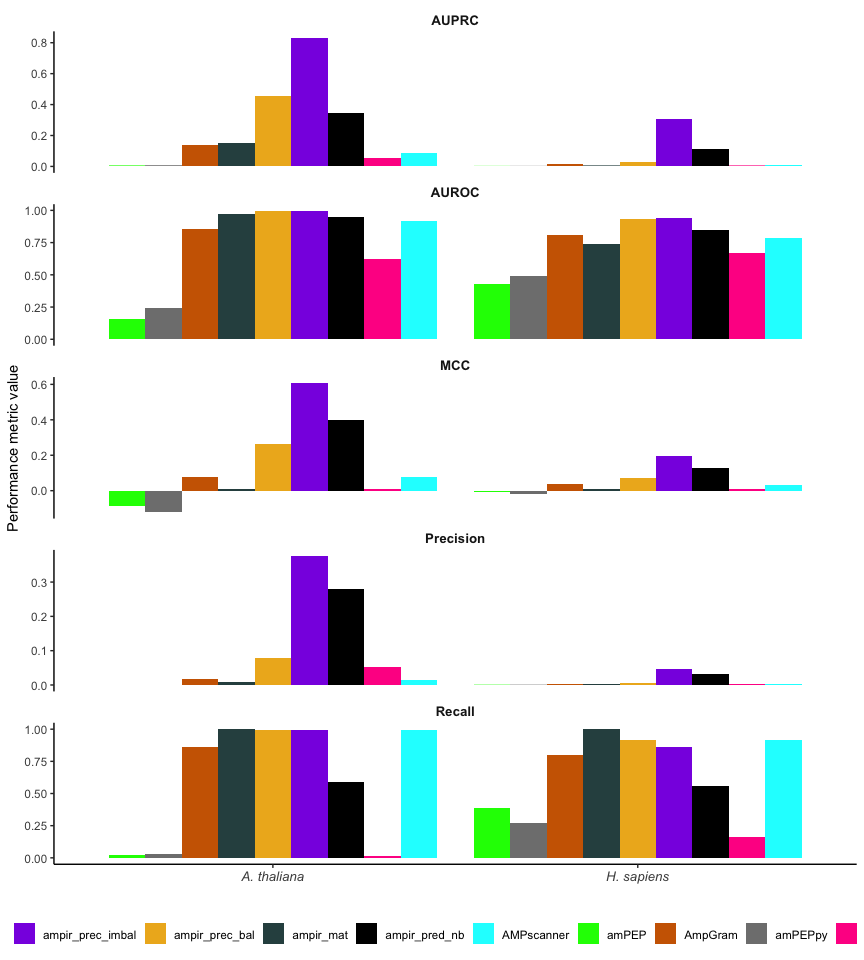 AUPRC
0.8
0.6
0.4
0.2
0.0
AUROC
1.00
0.75
0.50
0.25
0.00
MCC
0.6
0.4
0.2
0.0
Precision
0.3
0.2
0.1
0.0
Recall
1.00
0.75
0.50
0.25
0.00
Performance metric value
A. thaliana H. sapiens
ampir_prec_imbal ampir_prec_bal ampir_mat ampir_pred_nb AMPscanner amPEP AmpGram amPEPpy